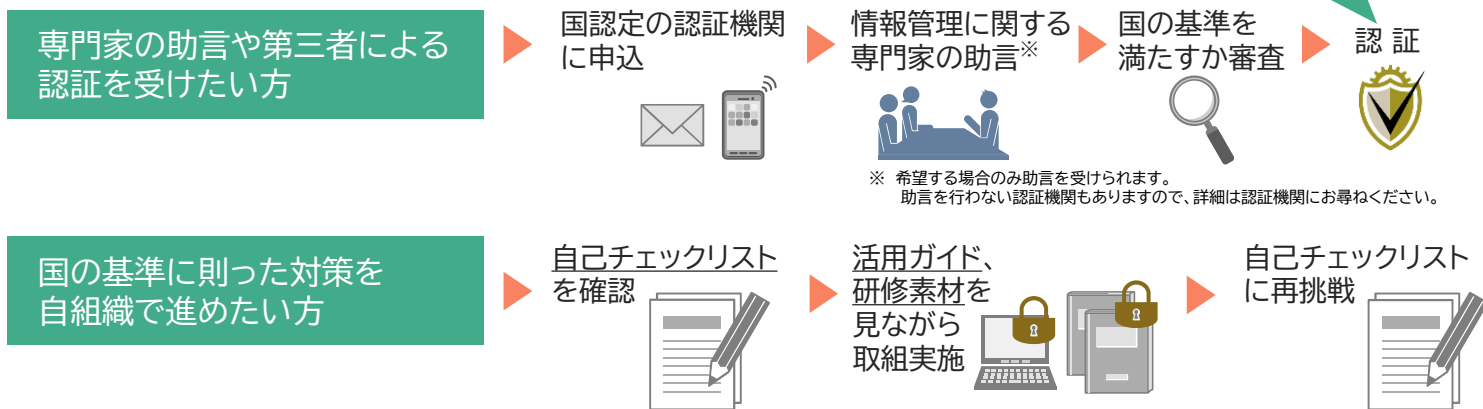 専門家の助言や第三者による
認証を受けたい方
国認定の認証機関
に申込
情報管理に関する
専門家の助言※
国の基準を
満たすか審査
認 証
※ 希望する場合のみ助言を受けられます。
助言を行わない認証機関もありますので、詳細は認証機関にお尋ねください。
国の基準に則った対策を
自組織で進めたい方
自己チェックリスト
を確認
活用ガイド、
研修素材を
見ながら
取組実施
自己チェックリスト
に再挑戦